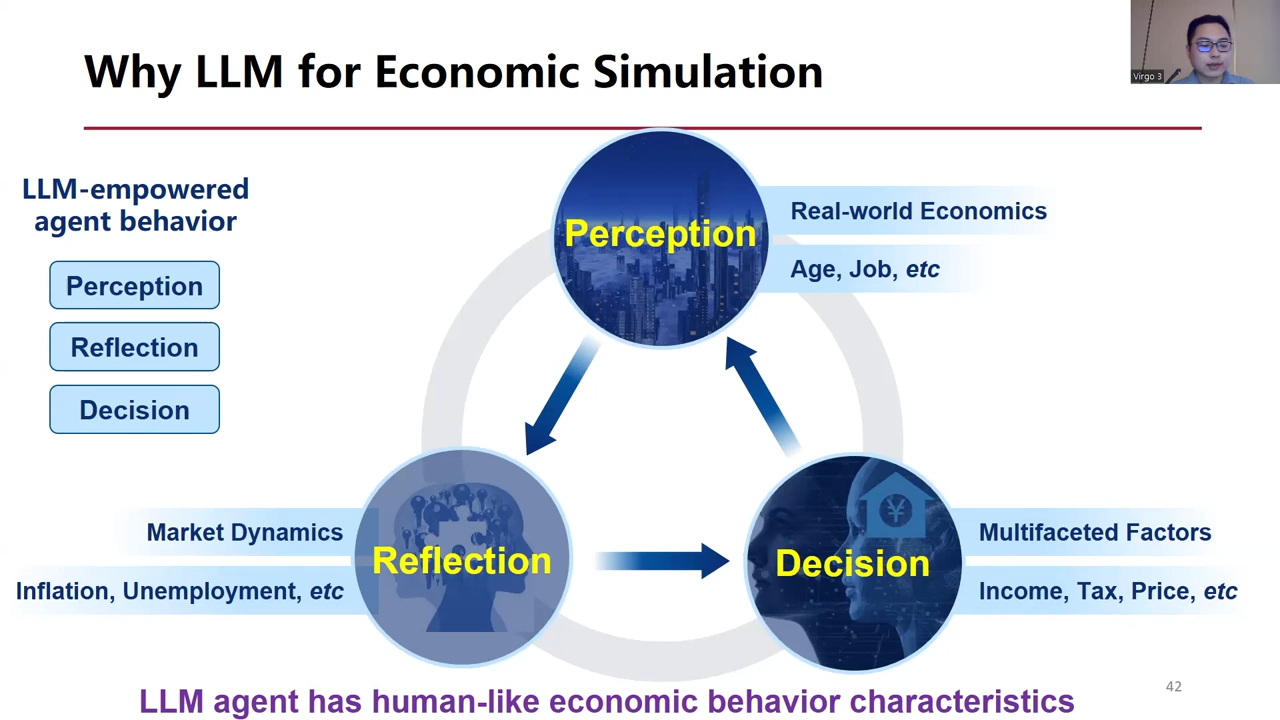 Why LLM for Economic Simulation
Virgo 3
LLM-empowered
agent behavior
Perception
Reflection
Decision
Perception
Real-world Economics
Age, Job, etc
Market Dynamics
Inflation, Unemployment, etc
Reflection
¥
Decision
Multifaceted Factors
Income, Tax, Price, etc
LLM agent has human-like economic behavior characteristics
42